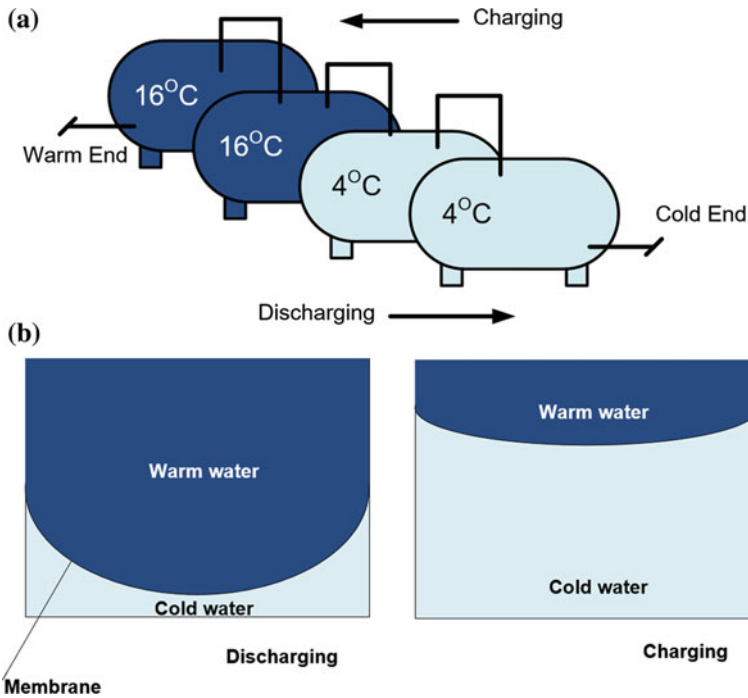 (a)
Charging
16°C
Warm End
16°C
4°C
4°C
Cold End
Discharging
(b)
Warm water
Warm water
Cold water
Cold water
Discharging
Charging
Membrane